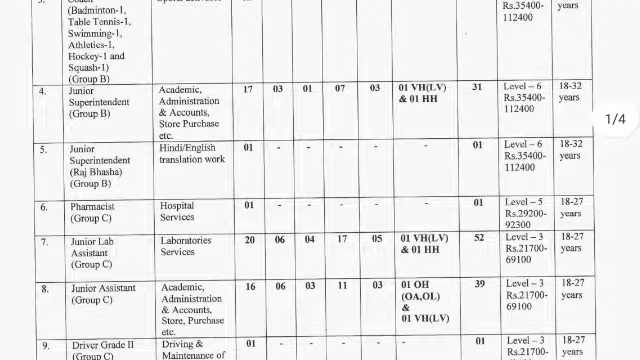 Coach
(Badminton-1,
Table Tennis-1,
Swimming-1,
Athletics-1,
Hockey-1 and
Squash-1)
(Group B)
Rs.35400-
112400
years
4. Junior
Superintendent
(Group B)
Academic,
Administration
& Accounts,
Store Purchase
etc.
17 03 01 07 03
01 VH(LV)
& 01 HH
31
Level – 6
Rs.35400-
112400
18-32
years
5. Junior
Superintendent
(Raj Bhasha)
(Group B)
Hindi/English
translation work
01 - - - - - 01
Level – 6
Rs.35400-
112400
18-32
years
6. Pharmacist
(Group C)
Hospital
Services
01 - - - - - 01
Level – 5
Rs.29200-
92300
18-27
years
7. Junior Lab
Assistant
(Group C)
Laboratories
Services
20 06 04 17 05
01 VH(LV)
& 01 HH
52
Level – 3
Rs.21700-
69100
18-27
years
8. Junior Assistant
(Group C)
Academic,
Administration
& Accounts,
Store, Purchase
etc.
16 06 03 11 03
01 OH
(OA,OL)
&
01 VH(LV)
39
Level – 3
Rs.21700-
69100
18-27
years
9. Driver Grade II
(Group C)
Driving &
Maintenance of
01 - - - - - 01
Level – 3
Rs.21700-
18-27
years
1/4